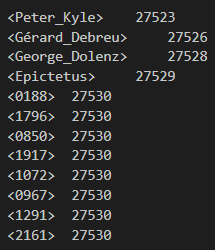 <Peter_Kyle> 27523
<Gérard_Debreu> 27526
<George_Dolenz> 27528
<Epictetus> 27529
<0188> 27530
<1796> 27530
<0850> 27530
<1917> 27530
<1072> 27530
<0967> 27530
<1291> 27530
<2161> 27530